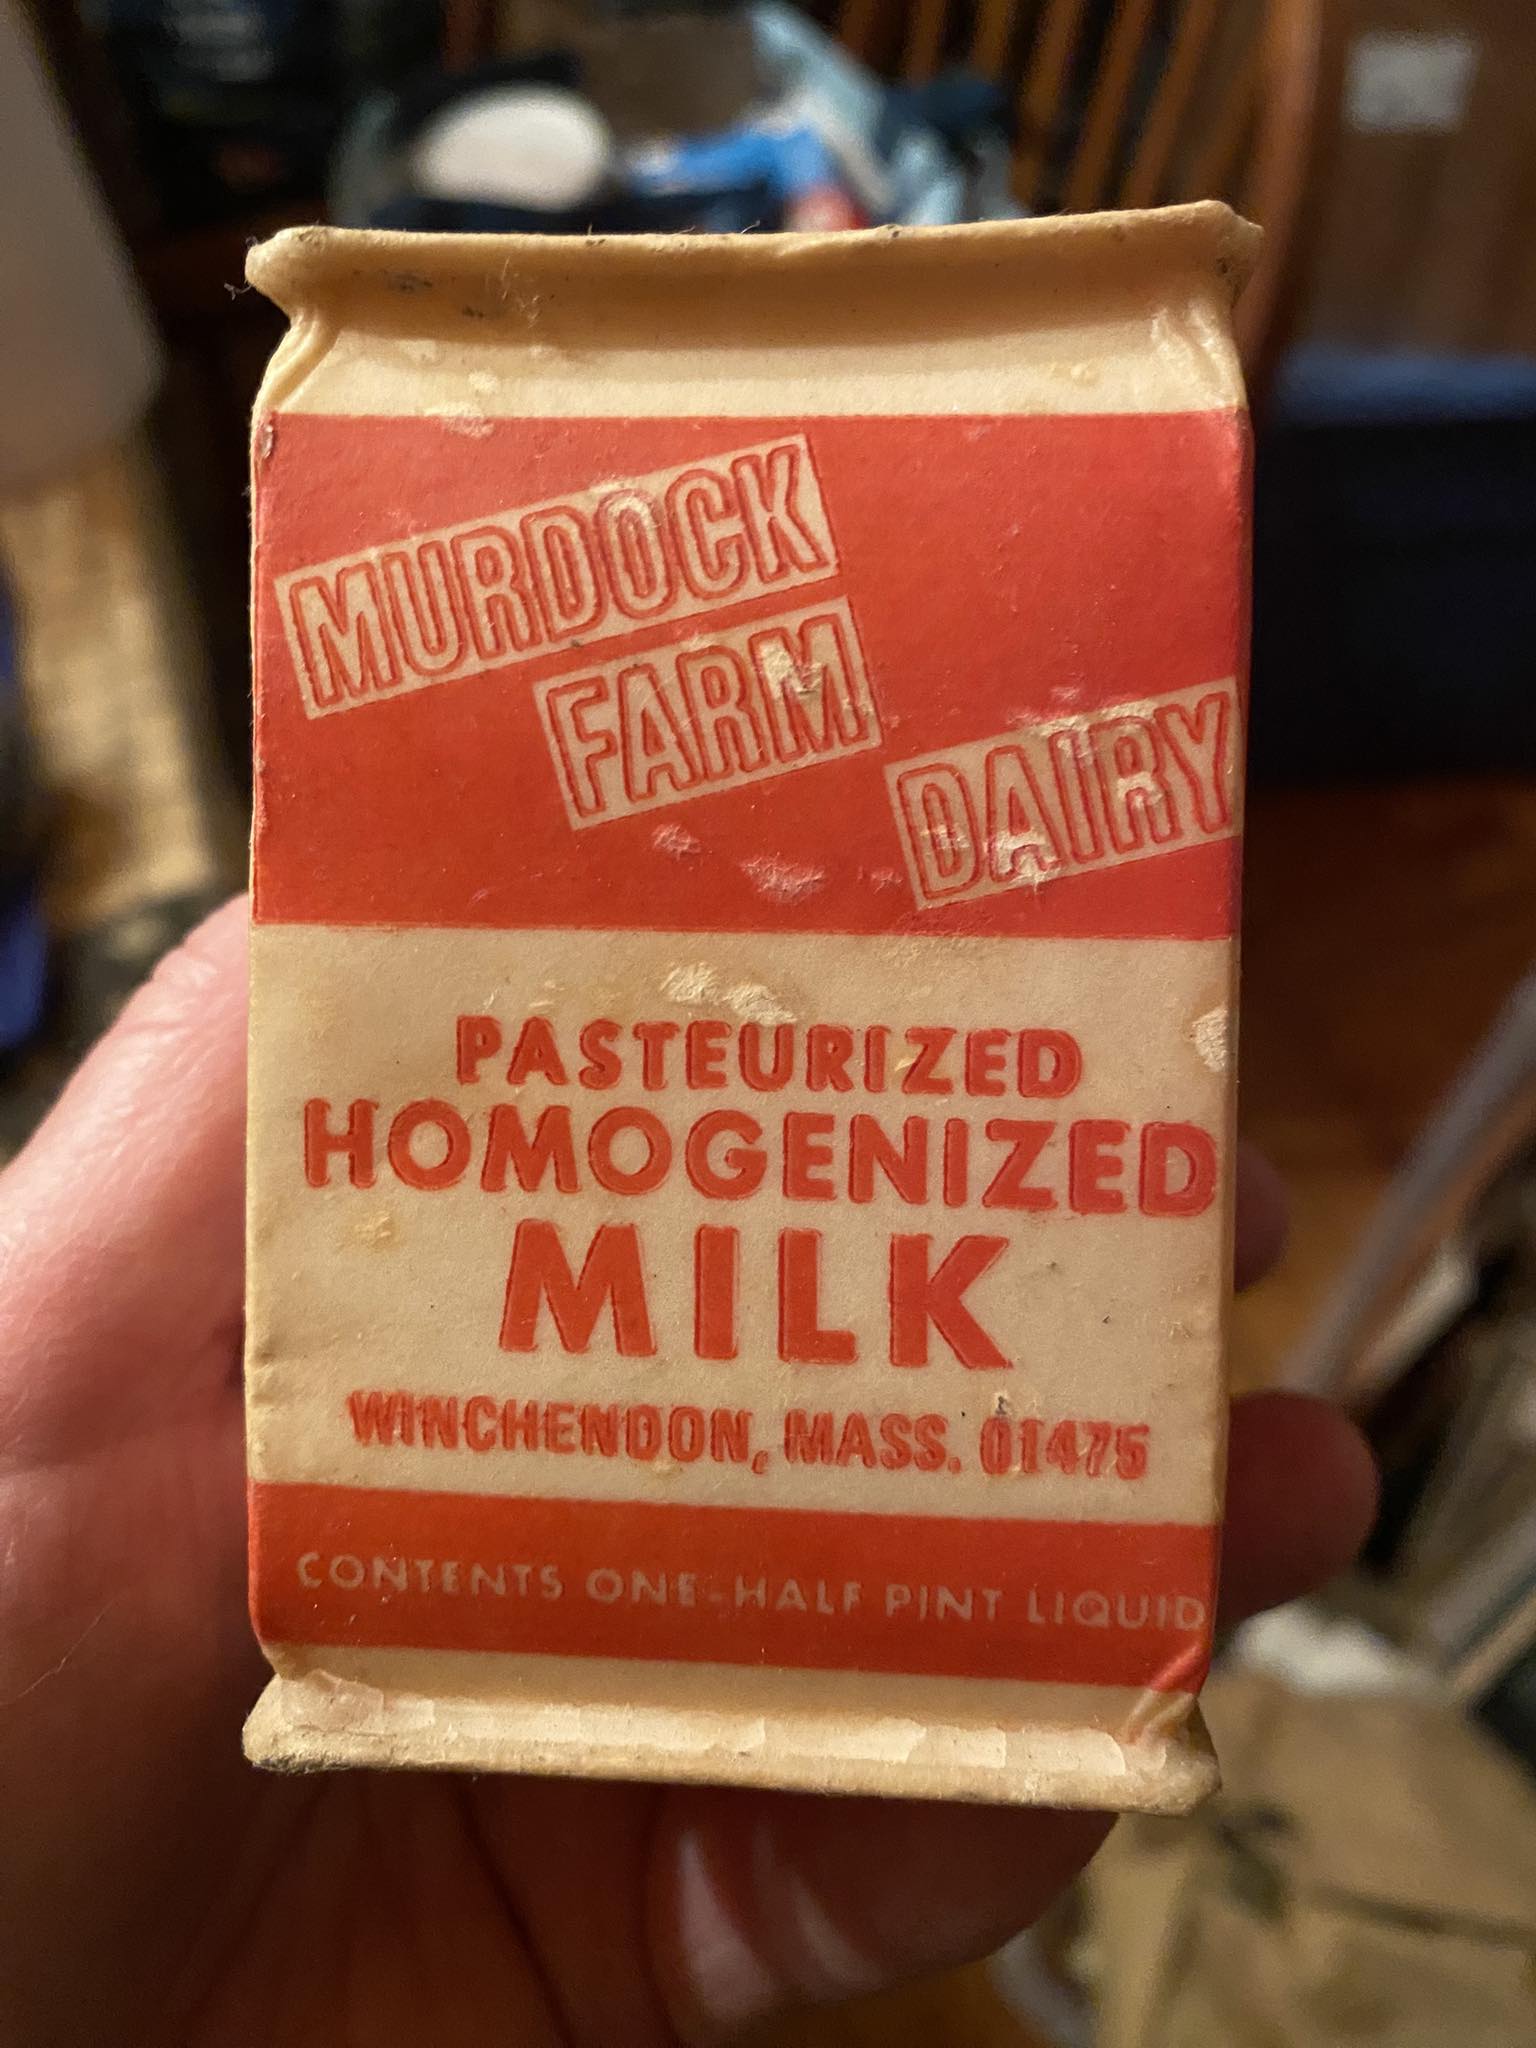 MURDOCK
FARM
DAIRY
PASTEURIZED
HOMOGENIZED
MILK
WINCHENDON, MASS. 01475
CONTENTS ONE-HALF PINT LIQUID